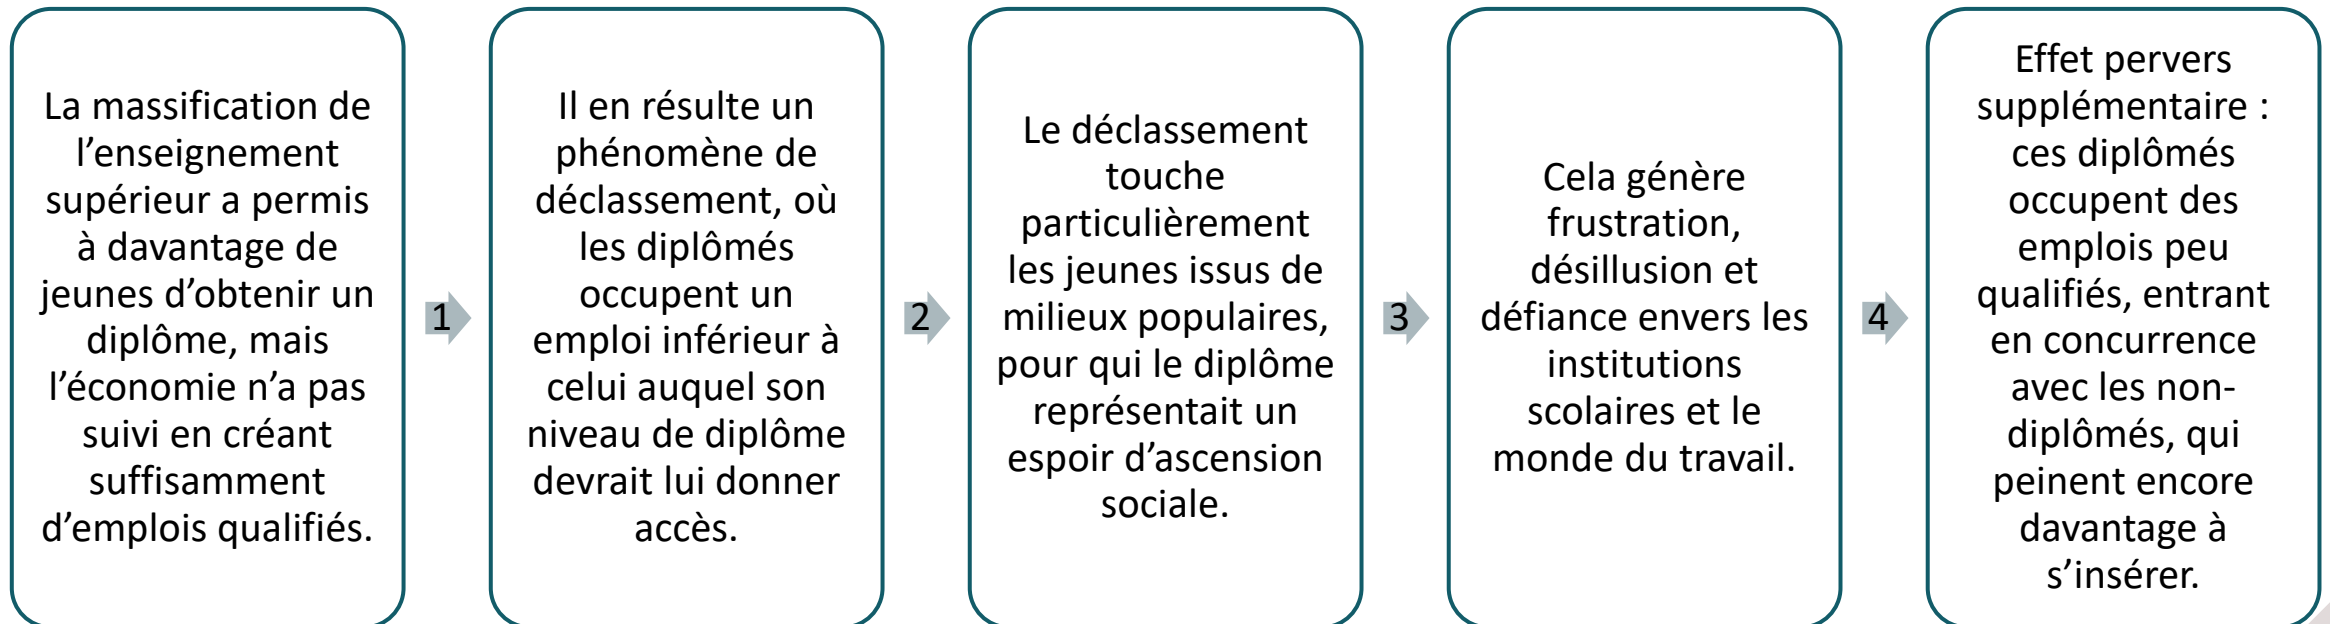 La massification de
l’enseignement
supérieur a permis
à davantage de
jeunes d’obtenir un
diplôme, mais
l’économie n’a pas
suivi en créant
suffisamment
d’emplois qualifiés.
1
Il en résulte un
phénomène de
déclassement, où
les diplômés
occupent un
emploi inférieur à
celui auquel son
niveau de diplôme
devrait lui donner
accès.
2
Le déclassement
touche
particulièrement
les jeunes issus de
milieux populaires,
pour qui le diplôme
représentait un
espoir d’ascension
sociale.
3
Cela génère
frustration,
désillusion et
défiance envers les
institutions
scolaires et le
monde du travail.
4
Effet pervers
supplémentaire :
ces diplômés
occupent des
emplois peu
qualifiés, entrant
en concurrence
avec les non-
diplômés, qui
peinent encore
davantage à
s’insérer.